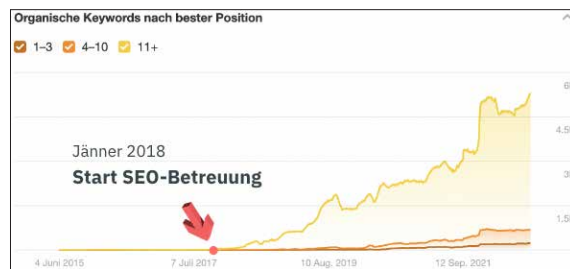 Organische Keywords nach bester Position
1–3 4–10 11+
4.5
3
1.5
Jänner 2018
Start SEO-Betreuung
4 Juni 2015 7 Juli 2017 10 Aug. 2019 12 Sep. 2021